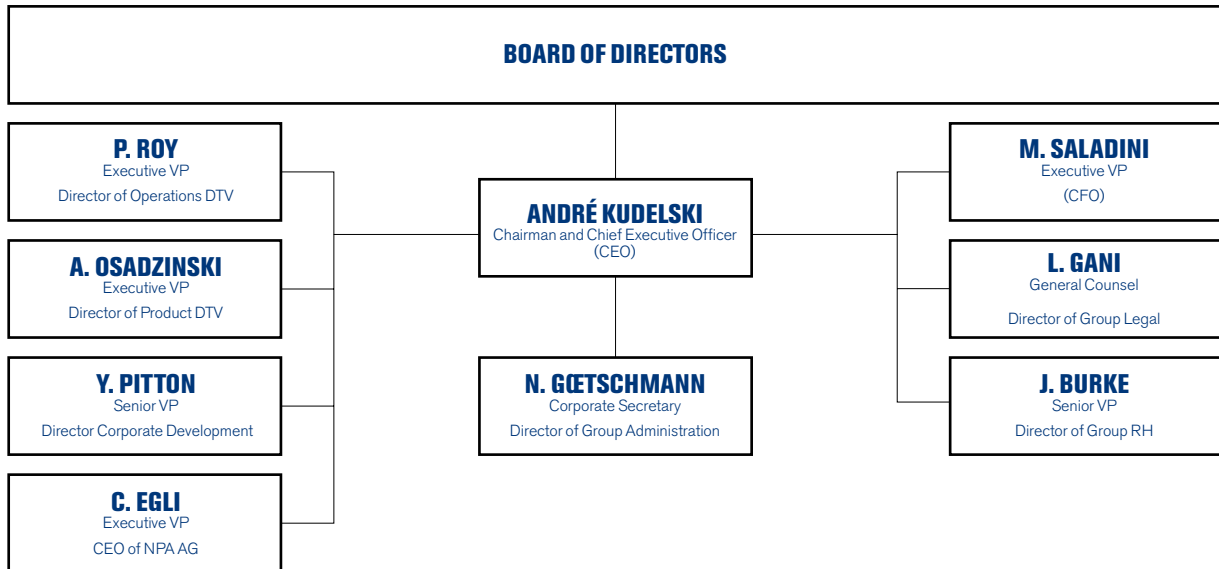 BOARD OF DIRECTORS
P. ROY
Executive VP
Director of Operations DTV
A. OSADZINSKI
Executive VP
Director of Product DTV
Y. PITTON
Senior VP
Director Corporate Development
C. EGLI
Executive VP
CEO of NPA AG
ANDRÉ KUDELSKI
Chairman and Chief Executive Officer
(CEO)
N. GŒTSCHMANN
Corporate Secretary
Director of Group Administration
M. SALADINI
Executive VP
(CFO)
L. GANI
General Counsel
Director of Group Legal
J. BURKE
Senior VP
Director of Group RH